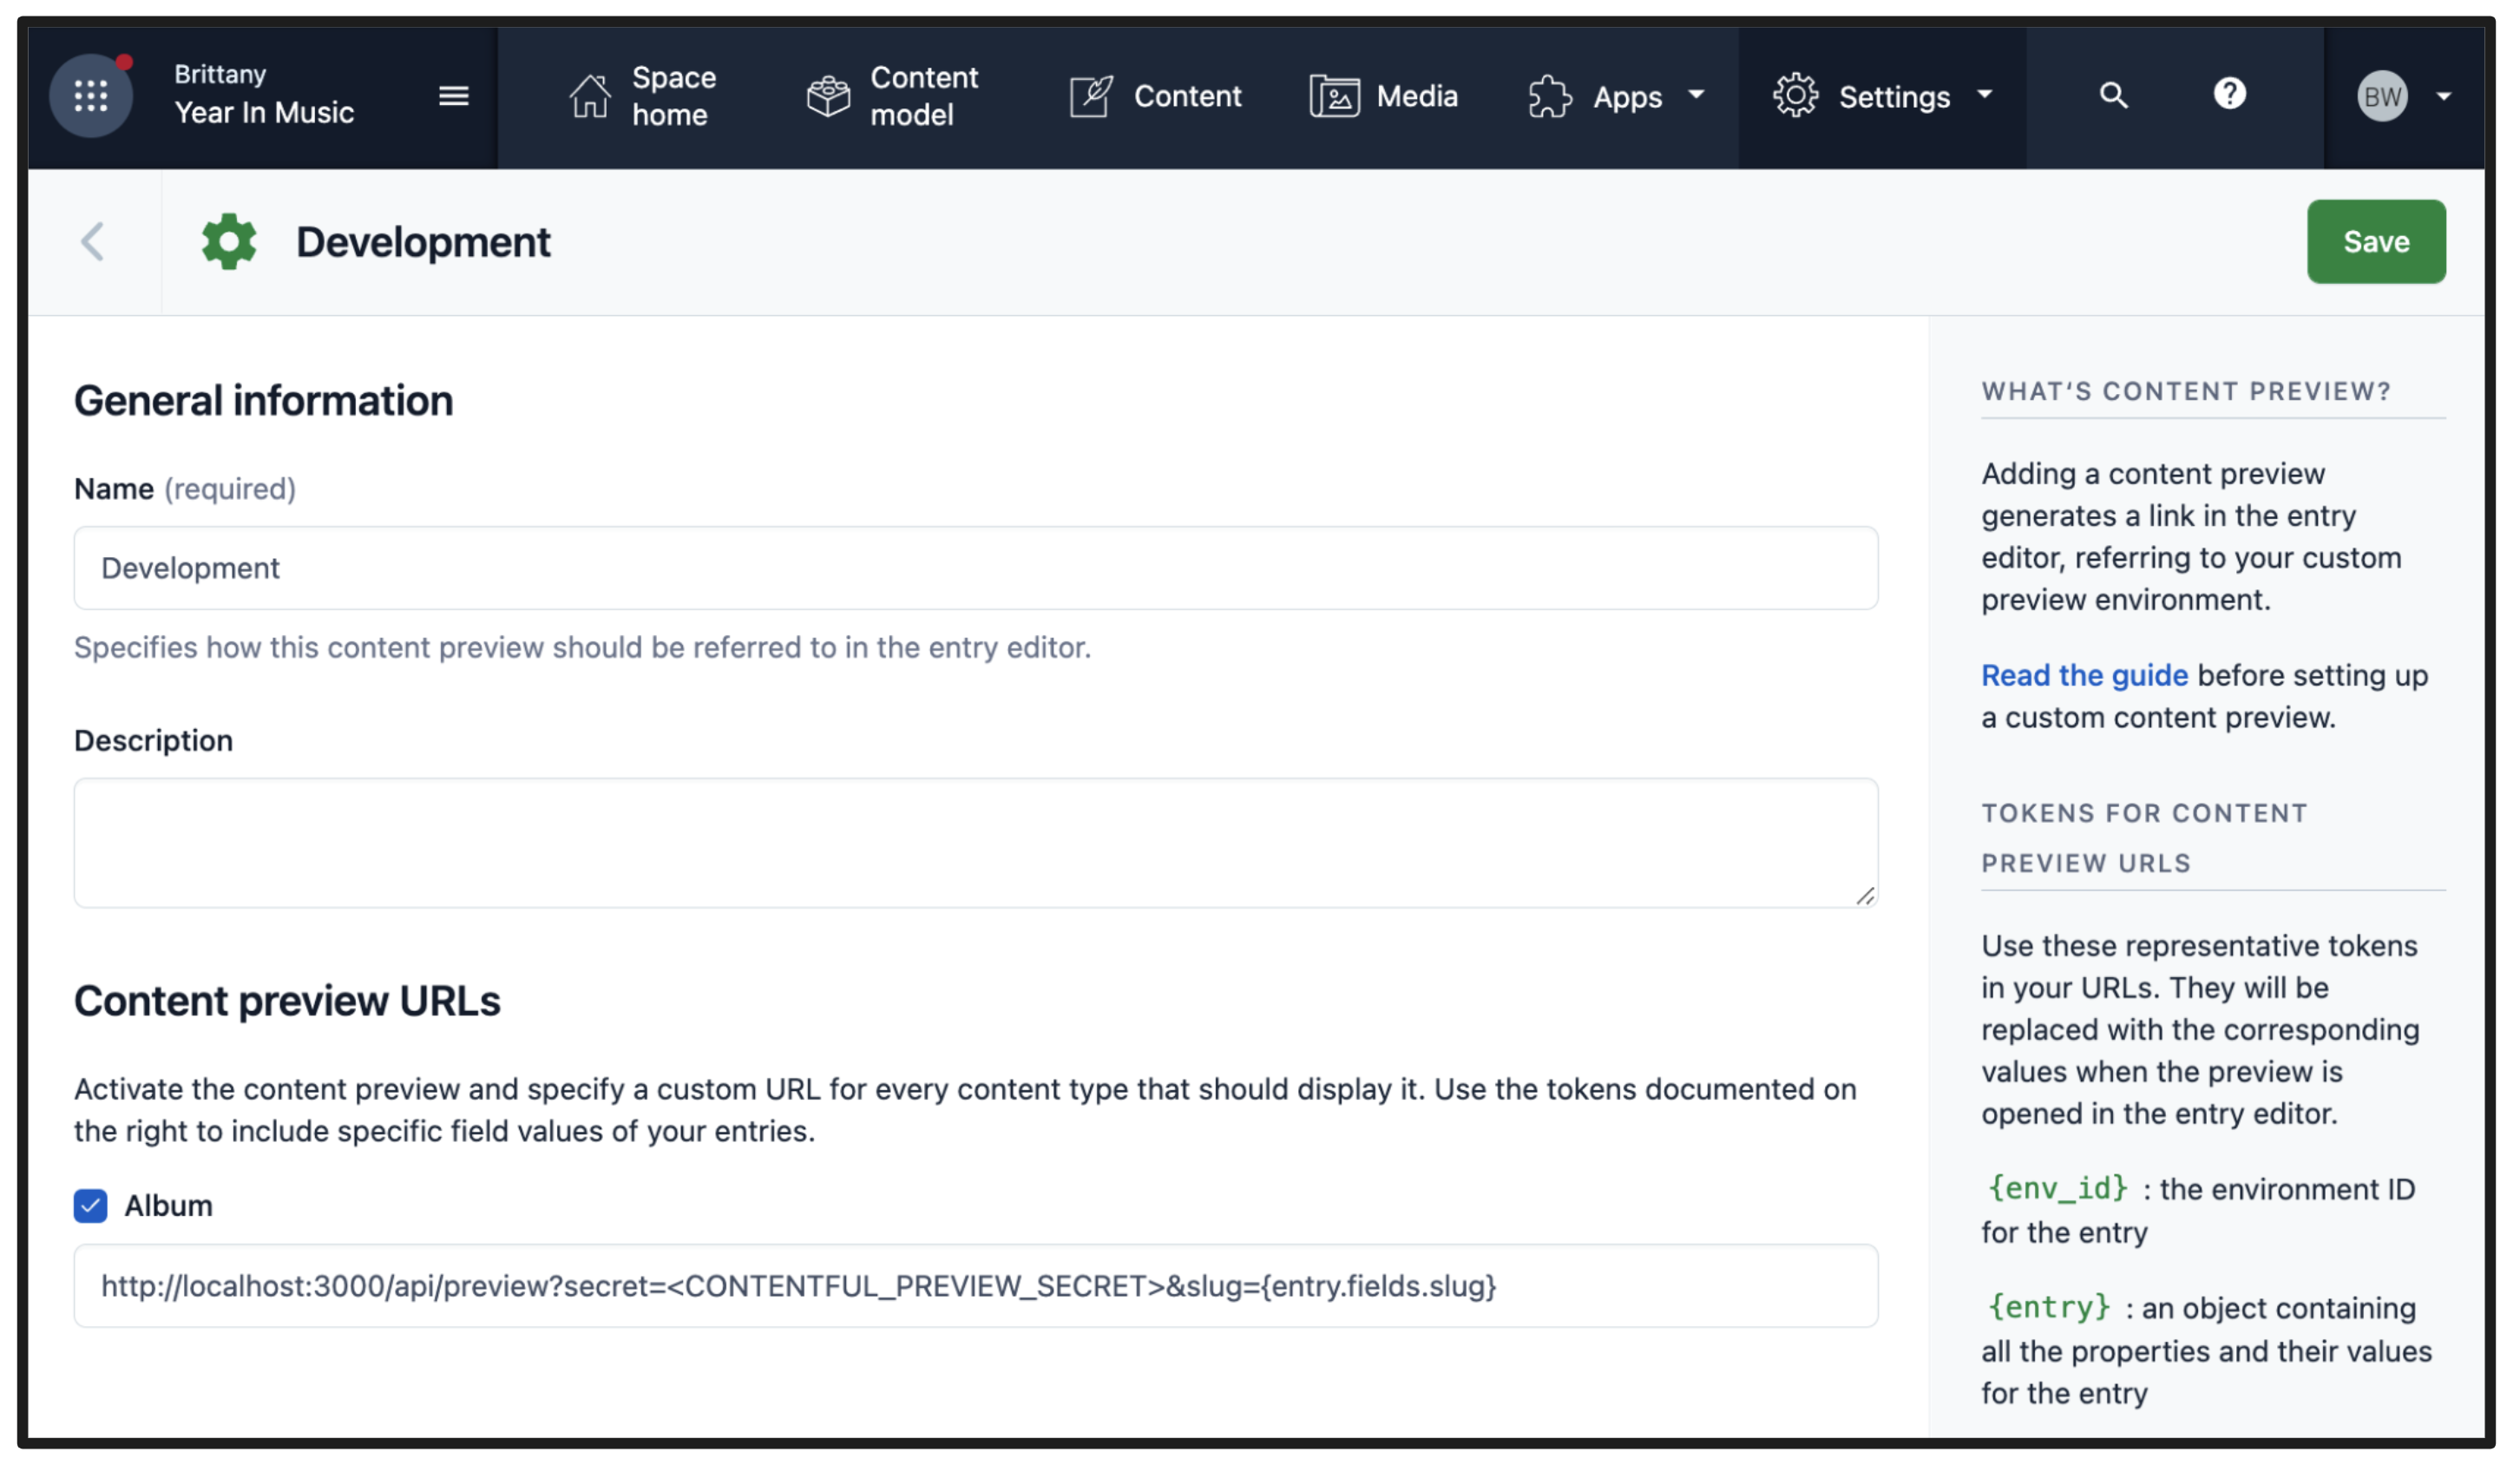 Brittany
Year In Music
Space
home
Content
model
Content
Media
Apps
Settings
BW
Development
Save
General information
Name (required)
Development
Specifies how this content preview should be referred to in the entry editor.
Description
Content preview URLs
Activate the content preview and specify a custom URL for every content type that should display it. Use the tokens documented on
the right to include specific field values of your entries.
Album
http://localhost:3000/api/preview?secret=<CONTENTFUL_PREVIEW_SECRET>&slug={entry.fields.slug}
WHAT‘S CONTENT PREVIEW?
Adding a content preview
generates a link in the entry
editor, referring to your custom
preview environment.
Read the guide before setting up
a custom content preview.
TOKENS FOR CONTENT
PREVIEW URLS
Use these representative tokens
in your URLs. They will be
replaced with the corresponding
values when the preview is
opened in the entry editor.
{env_id} : the environment ID
for the entry
{entry} : an object containing
all the properties and their values
for the entry